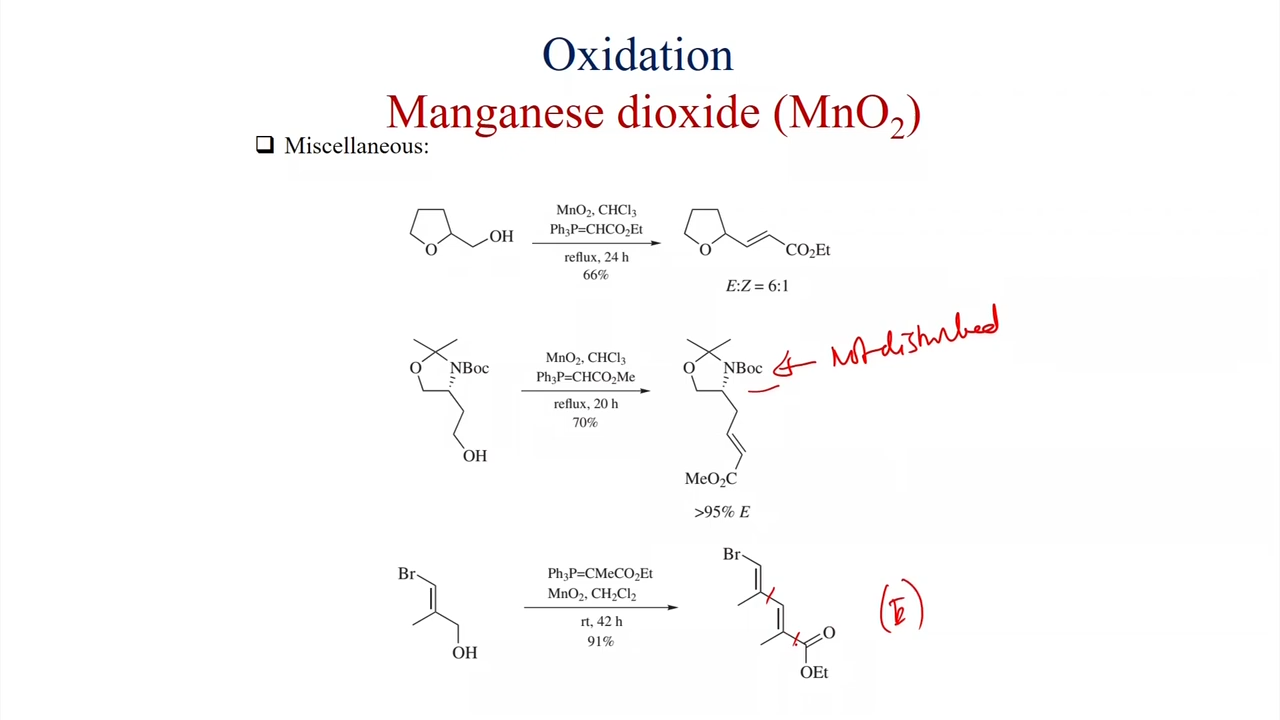 Oxidation
Manganese dioxide (MnO₂)
❑ Miscellaneous:
O
OH
MnO₂, CHCl₃
Ph₃P=CHCO₂Et
reflux, 24 h
66%
O
CO₂Et
E:Z = 6:1
O
NBoc
OH
MnO₂, CHCl₃
Ph₃P=CHCO₂Me
reflux, 20 h
70%
O
NBoc
Not disturbed
MeO₂C
>95% E
Br
OH
Ph₃P=CMeCO₂Et
MnO₂, CH₂Cl₂
rt, 42 h
91%
Br
O
OEt
(E)